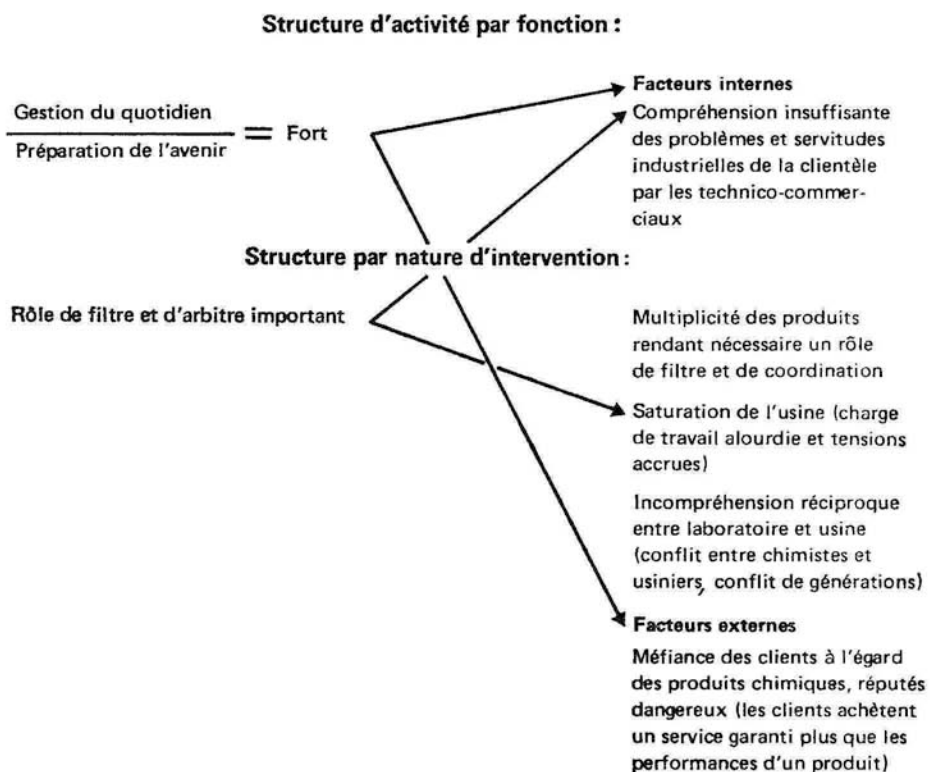 Structure d'activité par fonction :
Gestion du quotidien
Préparation de l'avenir
= Fort
Facteurs internes
Compréhension insuffisante
des problèmes et servitudes
industrielles de la clientèle
par les technico-commer-
ciaux
Structure par nature d'intervention :
Rôle de filtre et d'arbitre important
Multiplicité des produits
rendant nécessaire un rôle
de filtre et de coordination
Saturation de l'usine (charge
de travail alourdie et tensions
accrues)
Incompréhension réciproque
entre laboratoire et usine
(conflit entre chimistes et
usiniers, conflit de générations)
Facteurs externes
Méfiance des clients à l'égard
des produits chimiques, réputés
dangereux (les clients achètent
un service garanti plus que les
performances d'un produit)